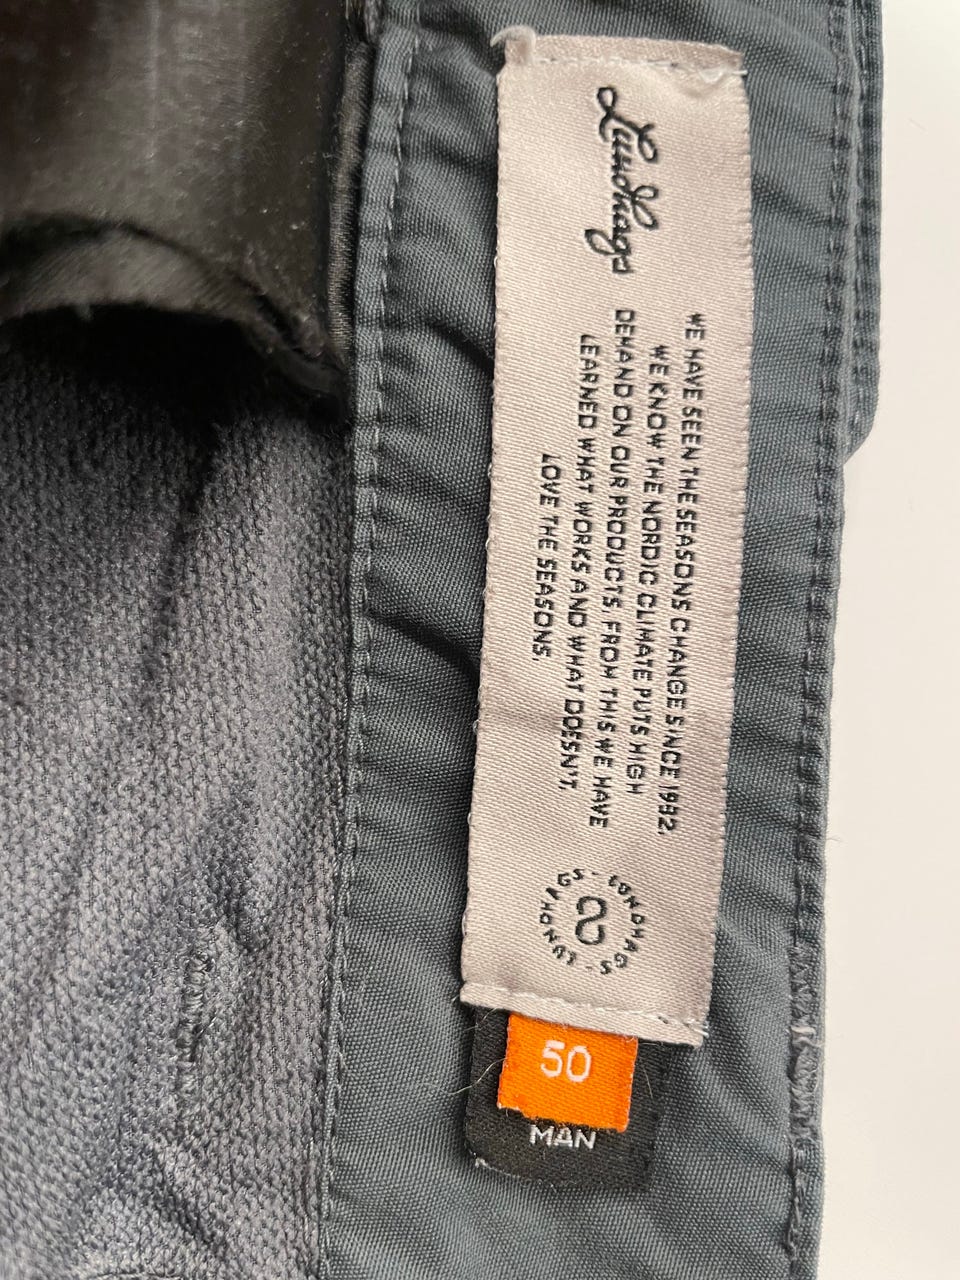 Lundhags
WE HAVE SEEN THE SEASONS CHANGE SINCE 1932.
WE KNOW THE NORDIC CLIMATE PUTS HIGH
DEMAND ON OUR PRODUCTS. FROM THIS WE HAVE
LEARNED WHAT WORKS AND WHAT DOESN'T.
LOVE THE SEASONS.
LUNDHAGS · LUNDHAGS ·
50
MAN